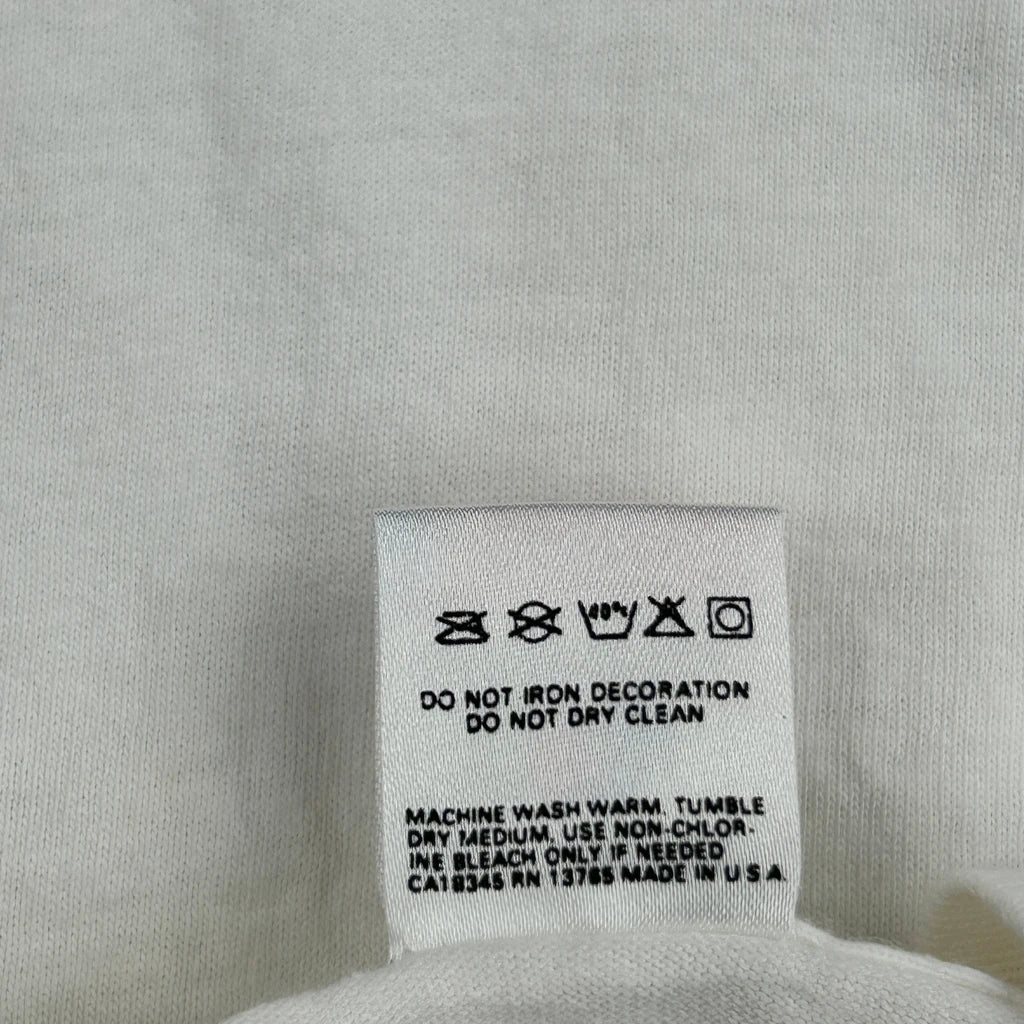 40°c
DO NOT IRON DECORATION
DO NOT DRY CLEAN
MACHINE WASH WARM, TUMBLE
DRY MEDIUM, USE NON-CHLOR-
INE BLEACH ONLY IF NEEDED
CA18345 RN 13765 MADE IN U S A